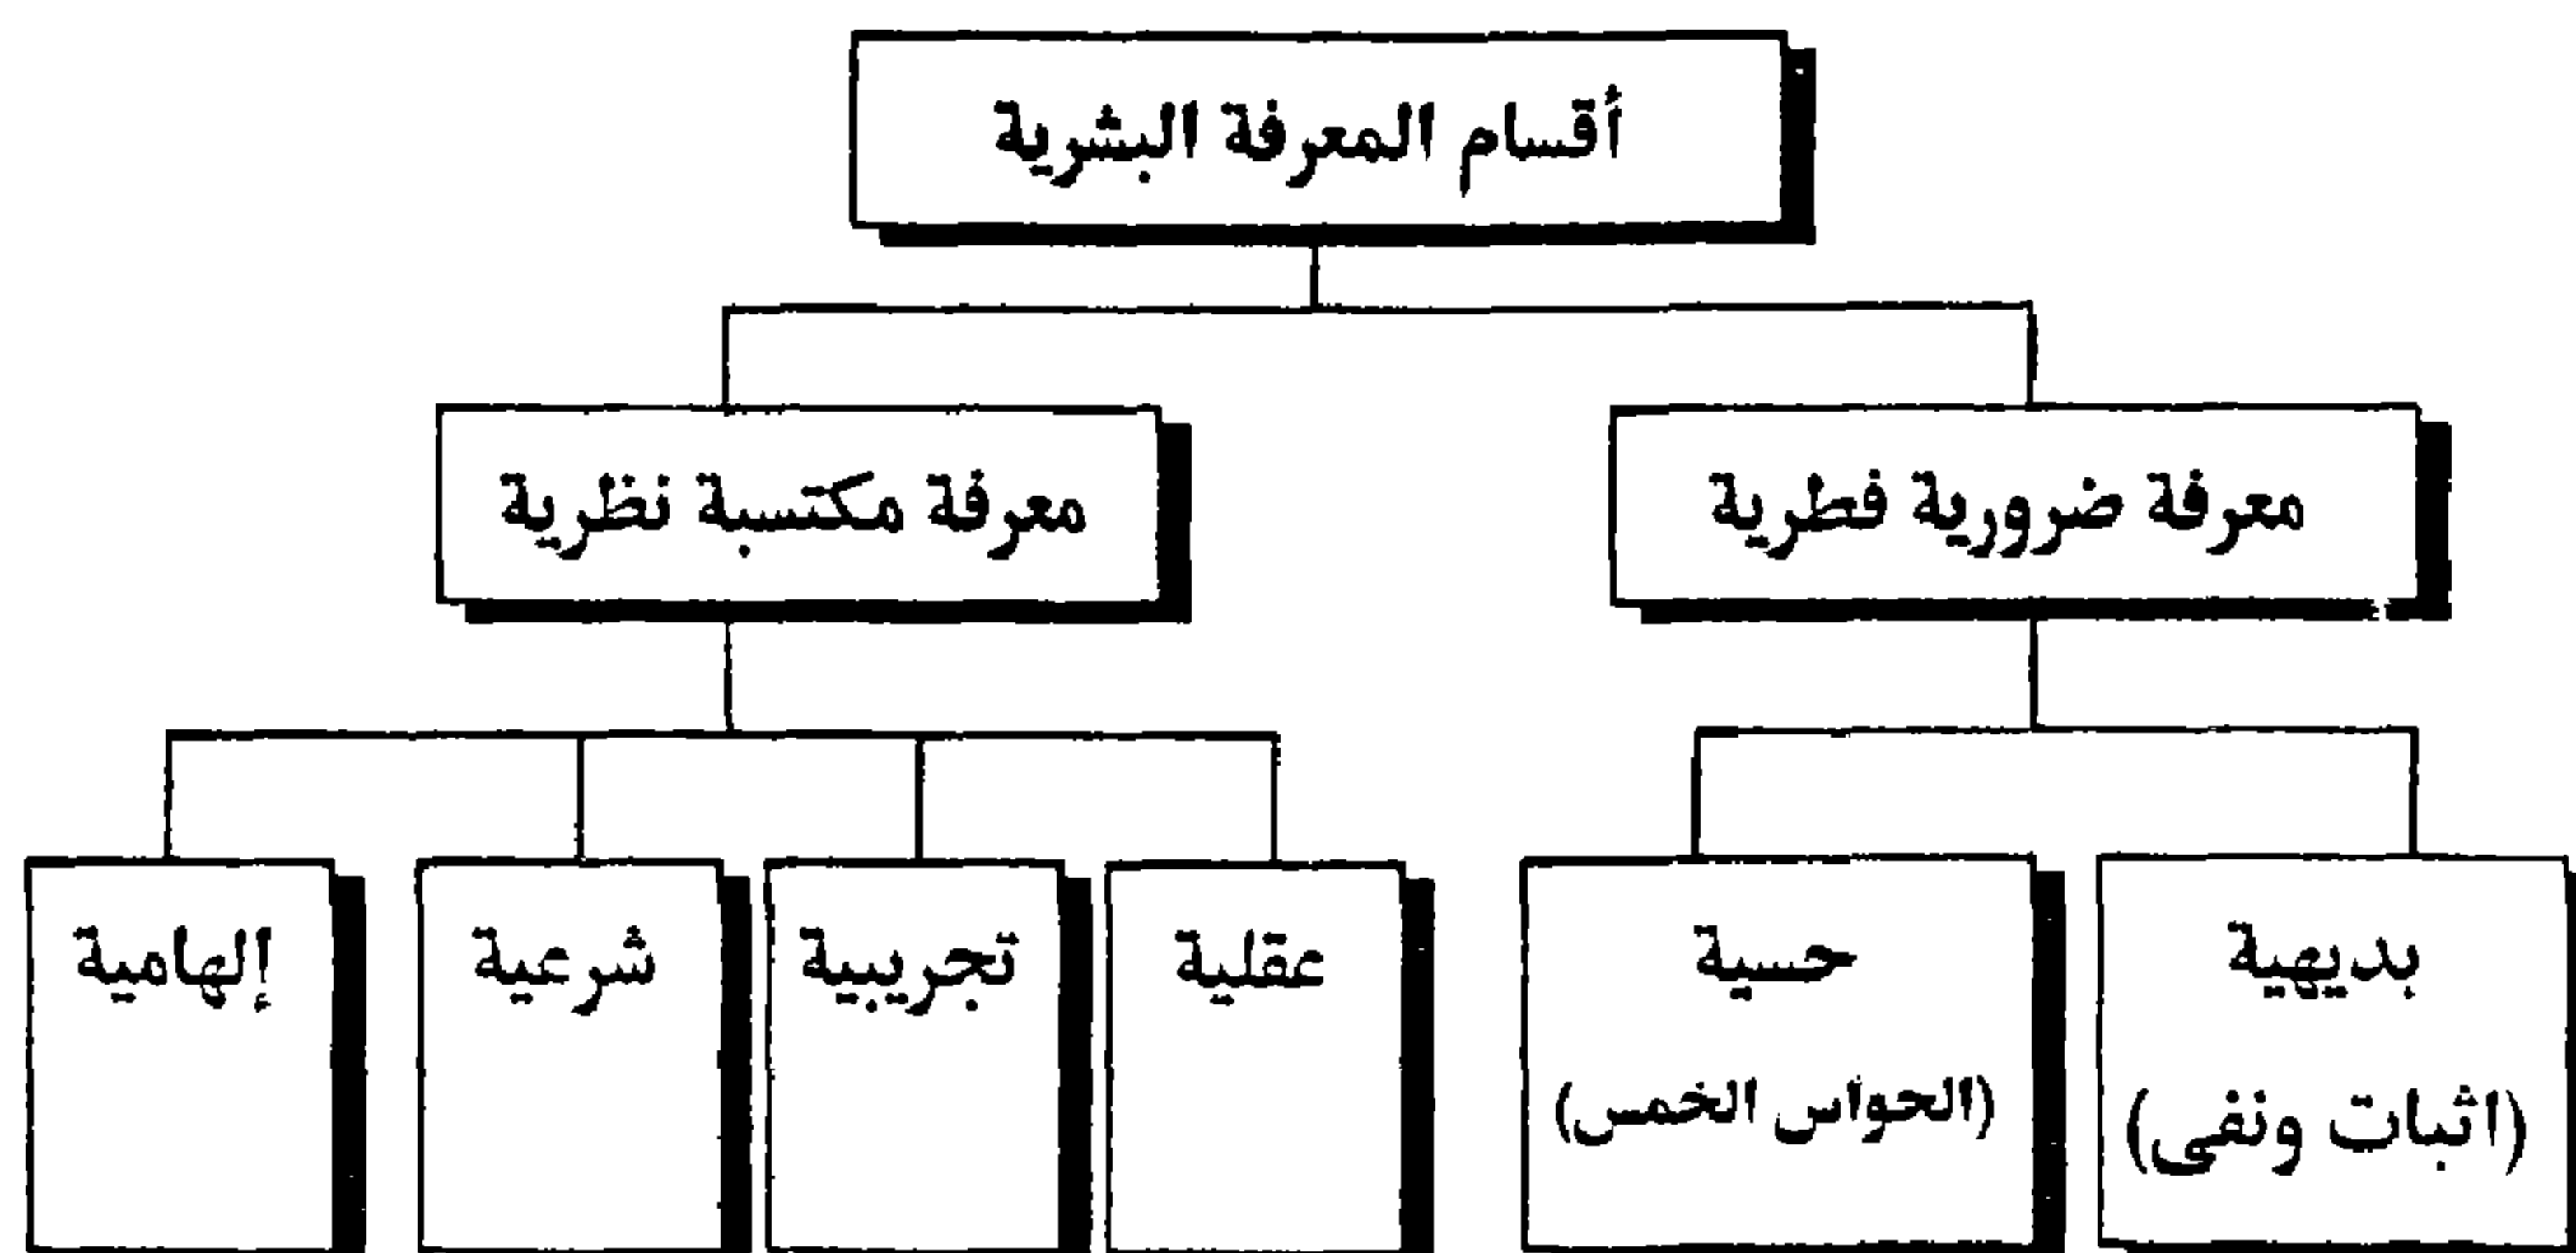 أقسام المعرفة البشرية
معرفة ضرورية فطرية
معرفة مكتسبة نظرية
بديهية
(اثبات ونفى)
حسية
(الحواس الخمس)
عقلية
تجريبية
شرعية
إلهامية